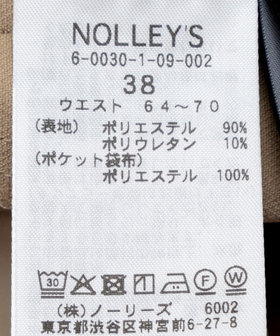 NOLLEY'S
6-0030-1-09-002
38
ウエスト 64～70
(表地) ポリエステル 90%
ポリウレタン 10%
(ポケット袋布)
ポリエステル 100%
30 F W
(株)ノーリーズ 6002
東京都渋谷区神宮前6-27-8